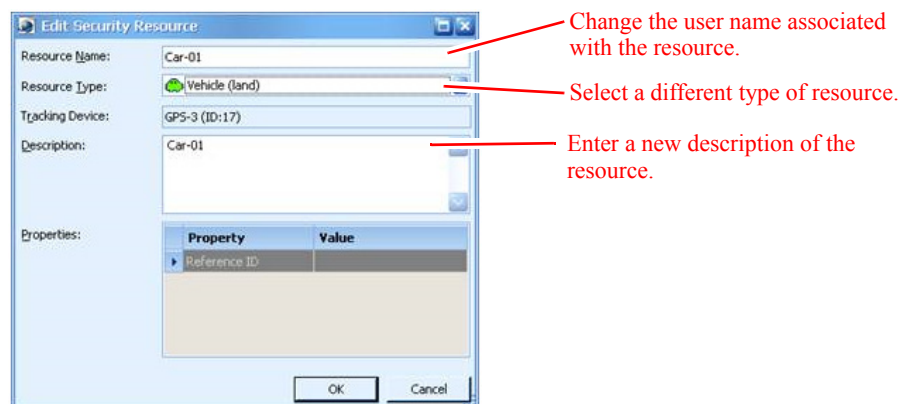 Edit Security Resource
Resource Name: Car-01
Change the user name associated
with the resource.
Resource Type: Vehicle (land)
Select a different type of resource.
Tracking Device: GPS-3 (ID:17)
Description: Car-01
Enter a new description of the
resource.
Properties:
Property Value
Reference ID
OK Cancel